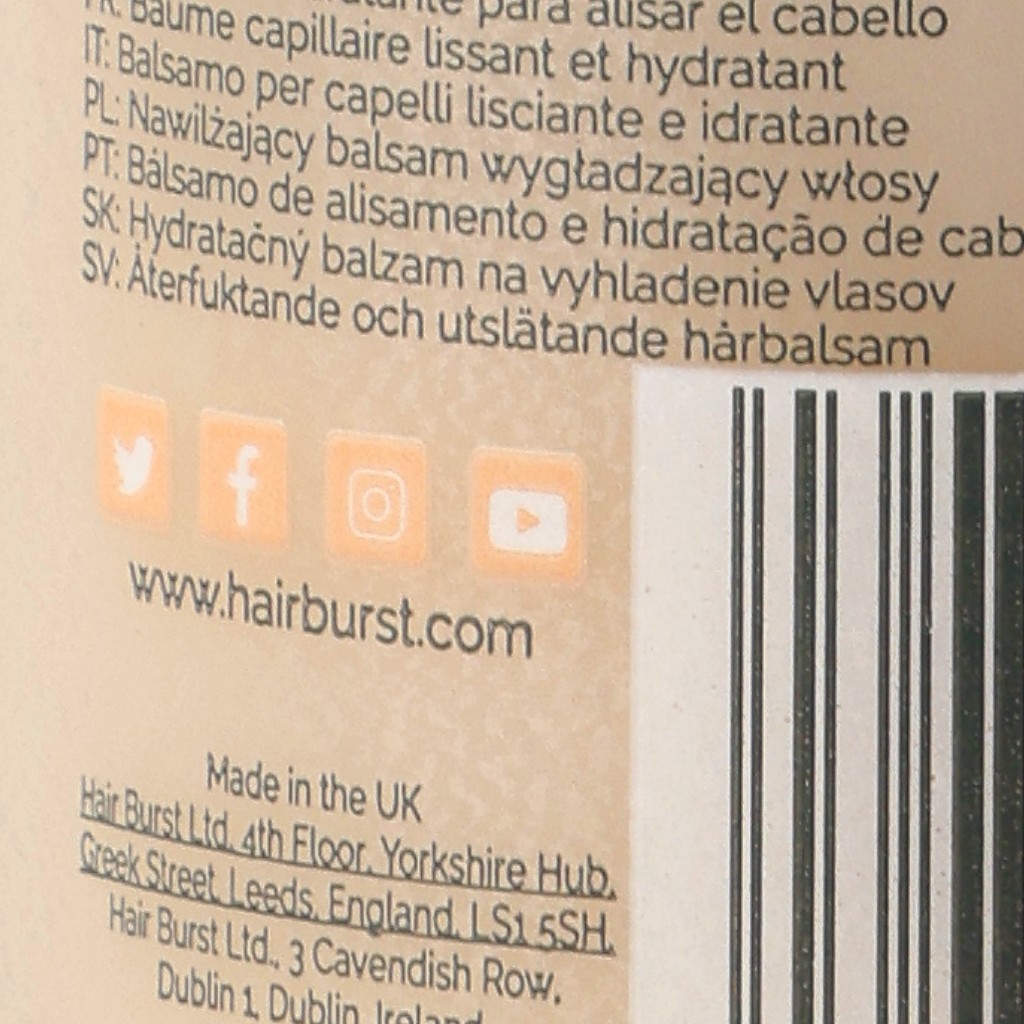 para alisar el cabello
FR: Baume capillaire lissant et hydratant
IT: Balsamo per capelli lisciante e idratante
PL: Nawilżający balsam wygładzający włosy
PT: Bálsamo de alisamento e hidratação de cab
SK: Hydratačný balzam na vyhladenie vlasov
SV: Återfuktande och utslätande hårbalsam
www.hairburst.com
Made in the UK
Hair Burst Ltd, 4th Floor, Yorkshire Hub,
Greek Street, Leeds, England, LS1 5SH,
Hair Burst Ltd., 3 Cavendish Row,
Dublin 1, Dublin, Ireland